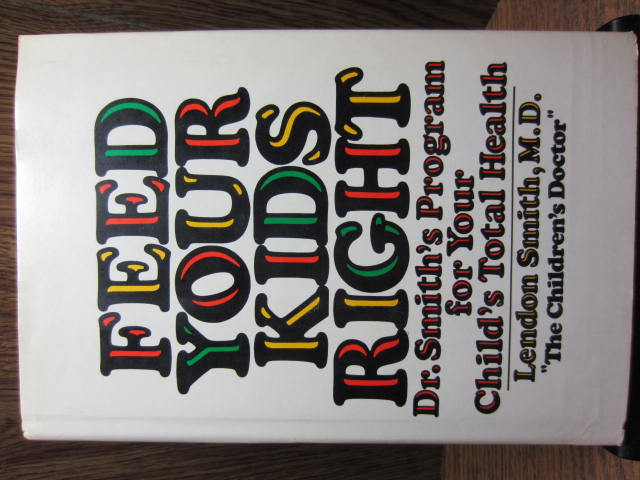 FEED
YOUR
KIDS
RIGHT
Dr. Smith's Program
for Your
Child's Total Health
Lendon Smith, M.D.
"The Children's Doctor"